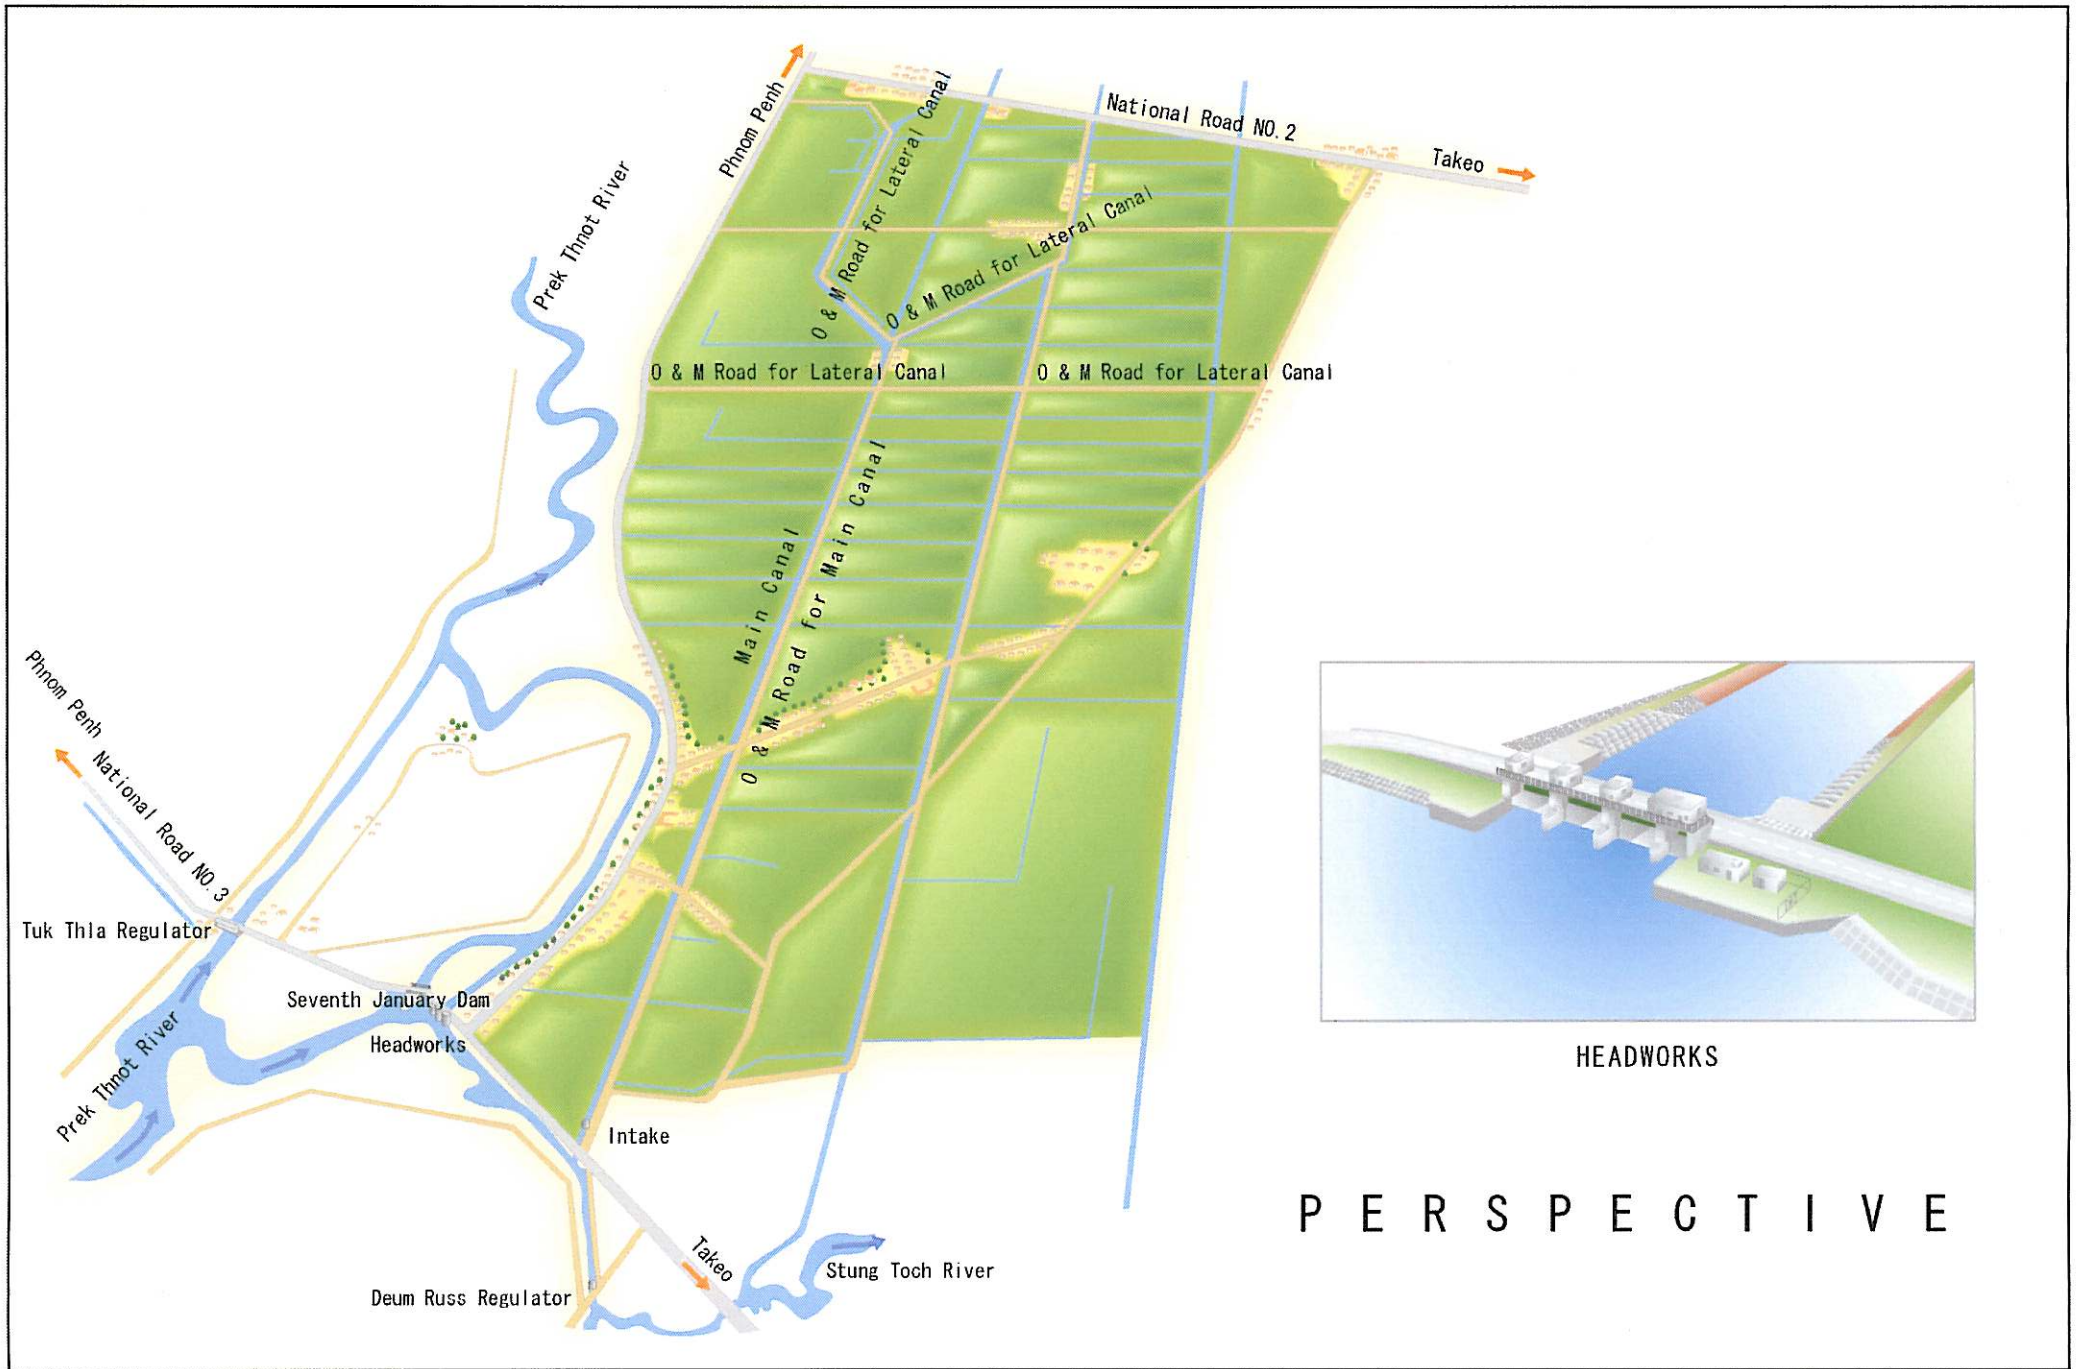 Phnom Penh
O & M Road for Lateral Canal
National Road NO.2
Takeo
Prek Thnot River
O & M Road for Lateral Canal
O & M Road for Lateral Canal
O & M Road for Lateral Canal
Main Canal
O & M Road for Main Canal
Phnom Penh
National Road NO.3
Tuk Thla Regulator
Seventh January Dam
Headworks
Prek Thnot River
Intake
Takeo
Stung Toch River
Deum Russ Regulator
HEADWORKS
PERSPECTIVE